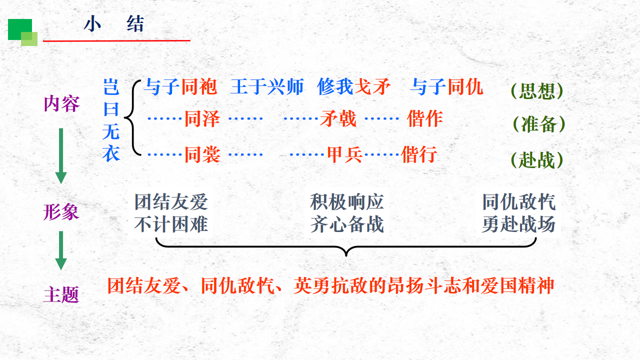 小 结
内容
岂曰无衣
与子同袍 王于兴师 修我戈矛 与子同仇 (思想)
……同泽 …… ……矛戟 …… 偕作 (准备)
……同裳 …… ……甲兵……偕行 (赴战)
形象
团结友爱 积极响应 同仇敌忾
不计困难 齐心备战 勇赴战场
主题
团结友爱、同仇敌忾、英勇抗敌的昂扬斗志和爱国精神